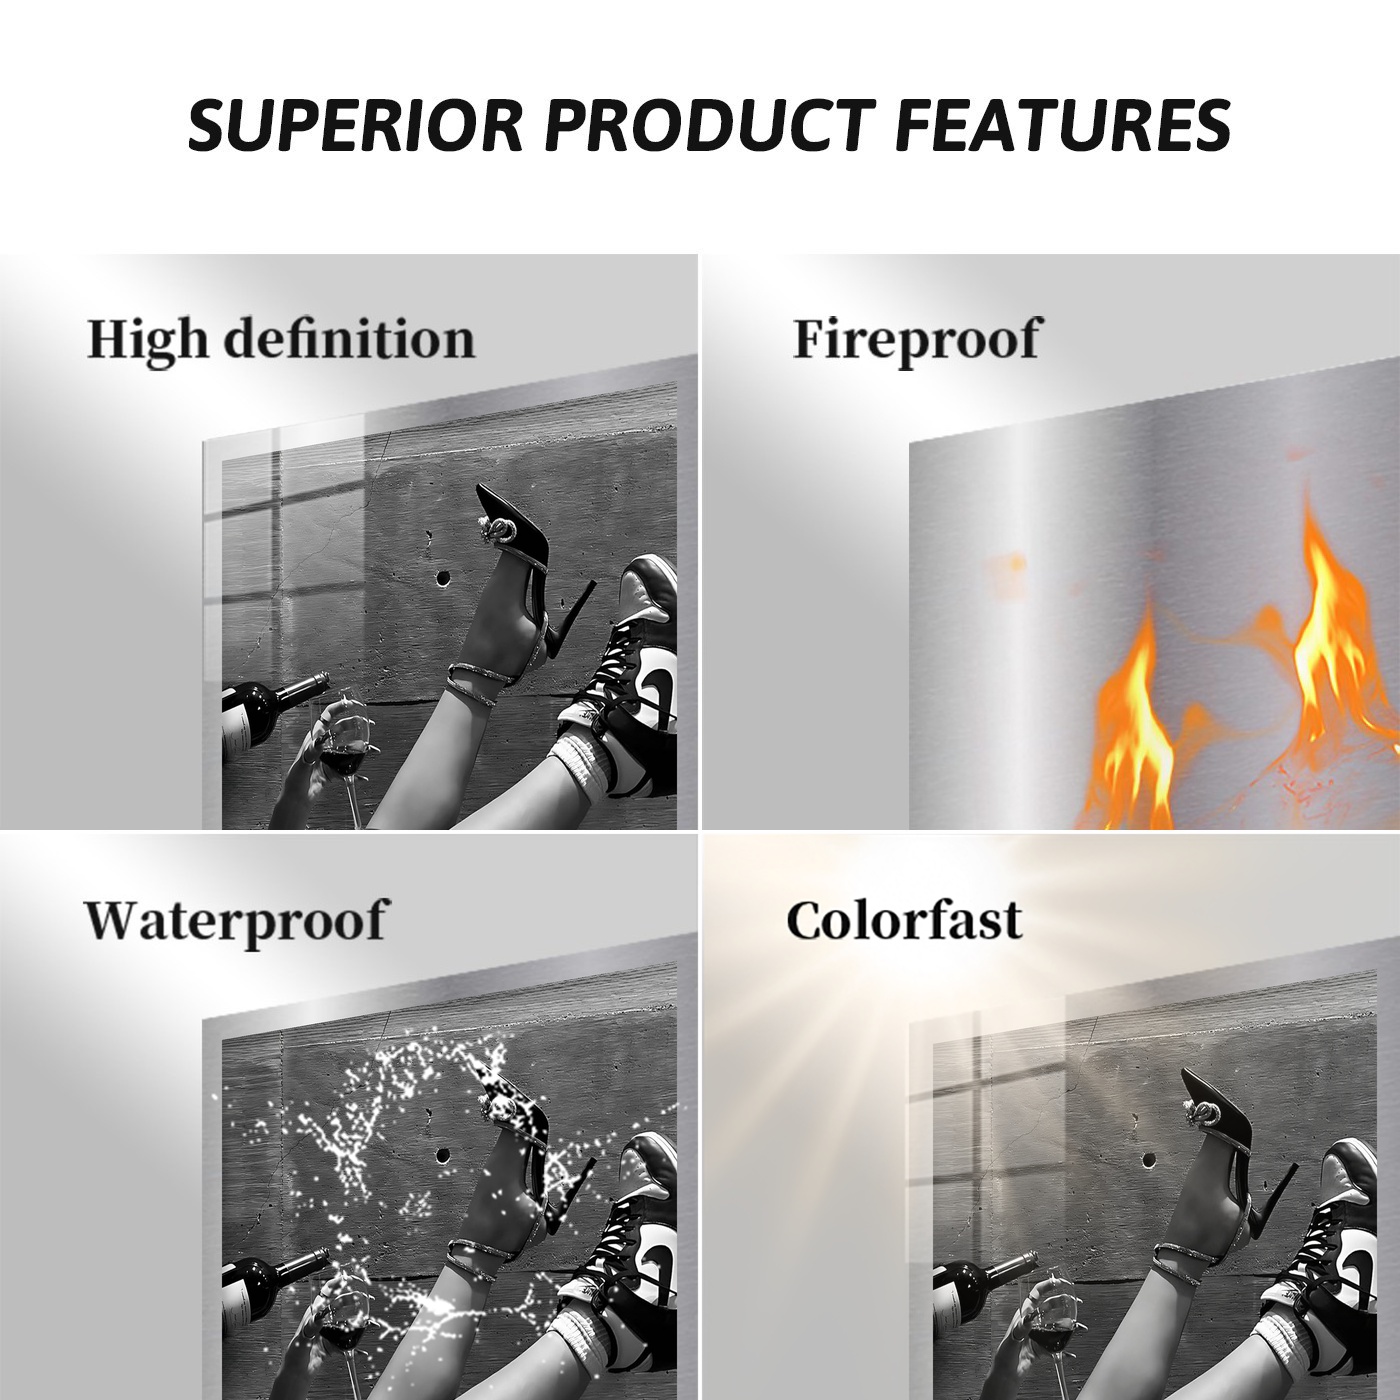 SUPERIOR PRODUCT FEATURES
High definition
Fireproof
Waterproof
Colorfast